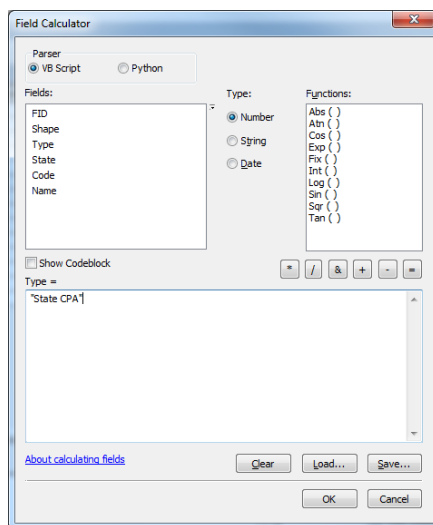 Field Calculator
Parser
VB Script Python
Fields: Type: Functions:
FID
Shape
Type
State
Code
Name
Number
String
Date
Abs ( )
Atn ( )
Cos ( )
Exp ( )
Fix ( )
Int ( )
Log ( )
Sin ( )
Sqr ( )
Tan ( )
Show Codeblock
* / & + - =
Type =
"State CPA"
About calculating fields
Clear Load... Save...
OK Cancel